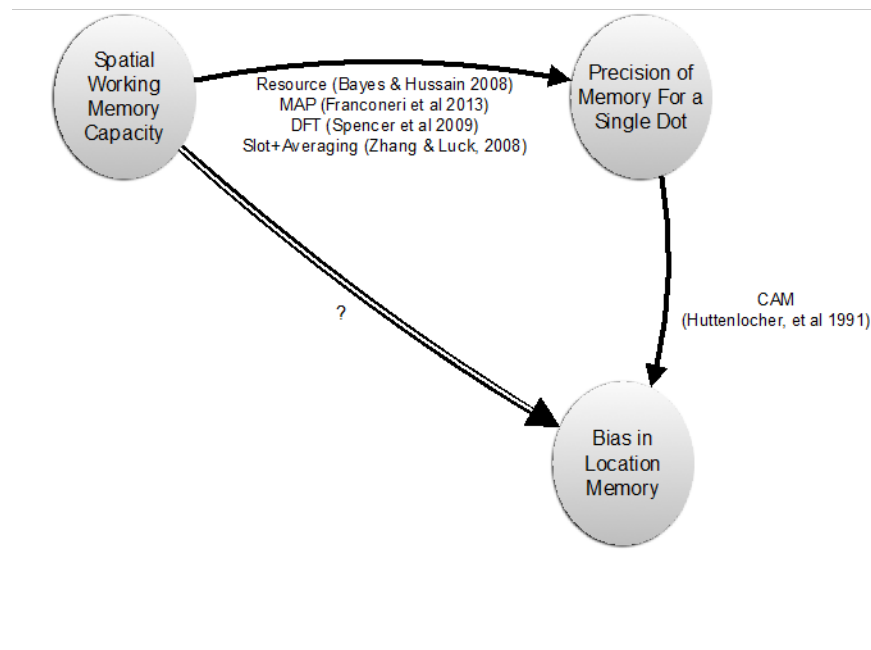 Spatial
Working
Memory
Capacity
Resource (Bayes & Hussain 2008)
MAP (Franconeri et al 2013)
DFT (Spencer et al 2009)
Slot+Averaging (Zhang & Luck, 2008)
Precision of
Memory For a
Single Dot
?
CAM
(Huttenlocher, et al 1991)
Bias in
Location
Memory